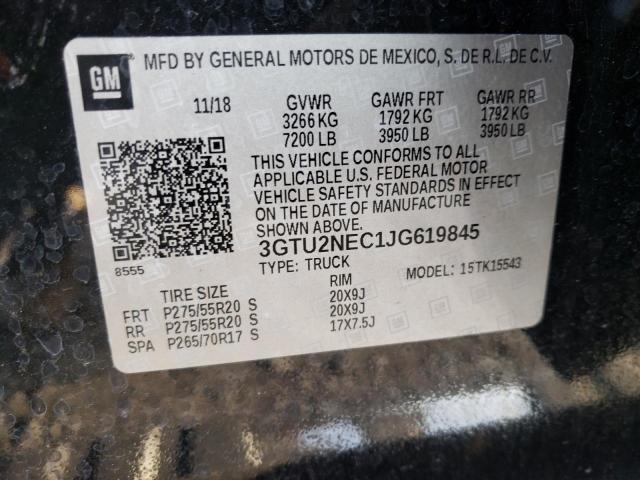 GM
MFD BY GENERAL MOTORS DE MEXICO, S. DE R.L. DE C.V.
11/18 GVWR GAWR FRT GAWR RR
3266 KG 1792 KG 1792 KG
7200 LB 3950 LB 3950 LB
THIS VEHICLE CONFORMS TO ALL
APPLICABLE U.S. FEDERAL MOTOR
VEHICLE SAFETY STANDARDS IN EFFECT
ON THE DATE OF MANUFACTURE
SHOWN ABOVE.
3GTU2NEC1JG619845
8555 TYPE: TRUCK MODEL: 15TK15543
TIRE SIZE RIM
FRT P275/55R20 S 20X9J
RR P275/55R20 S 20X9J
SPA P265/70R17 S 17X7.5J